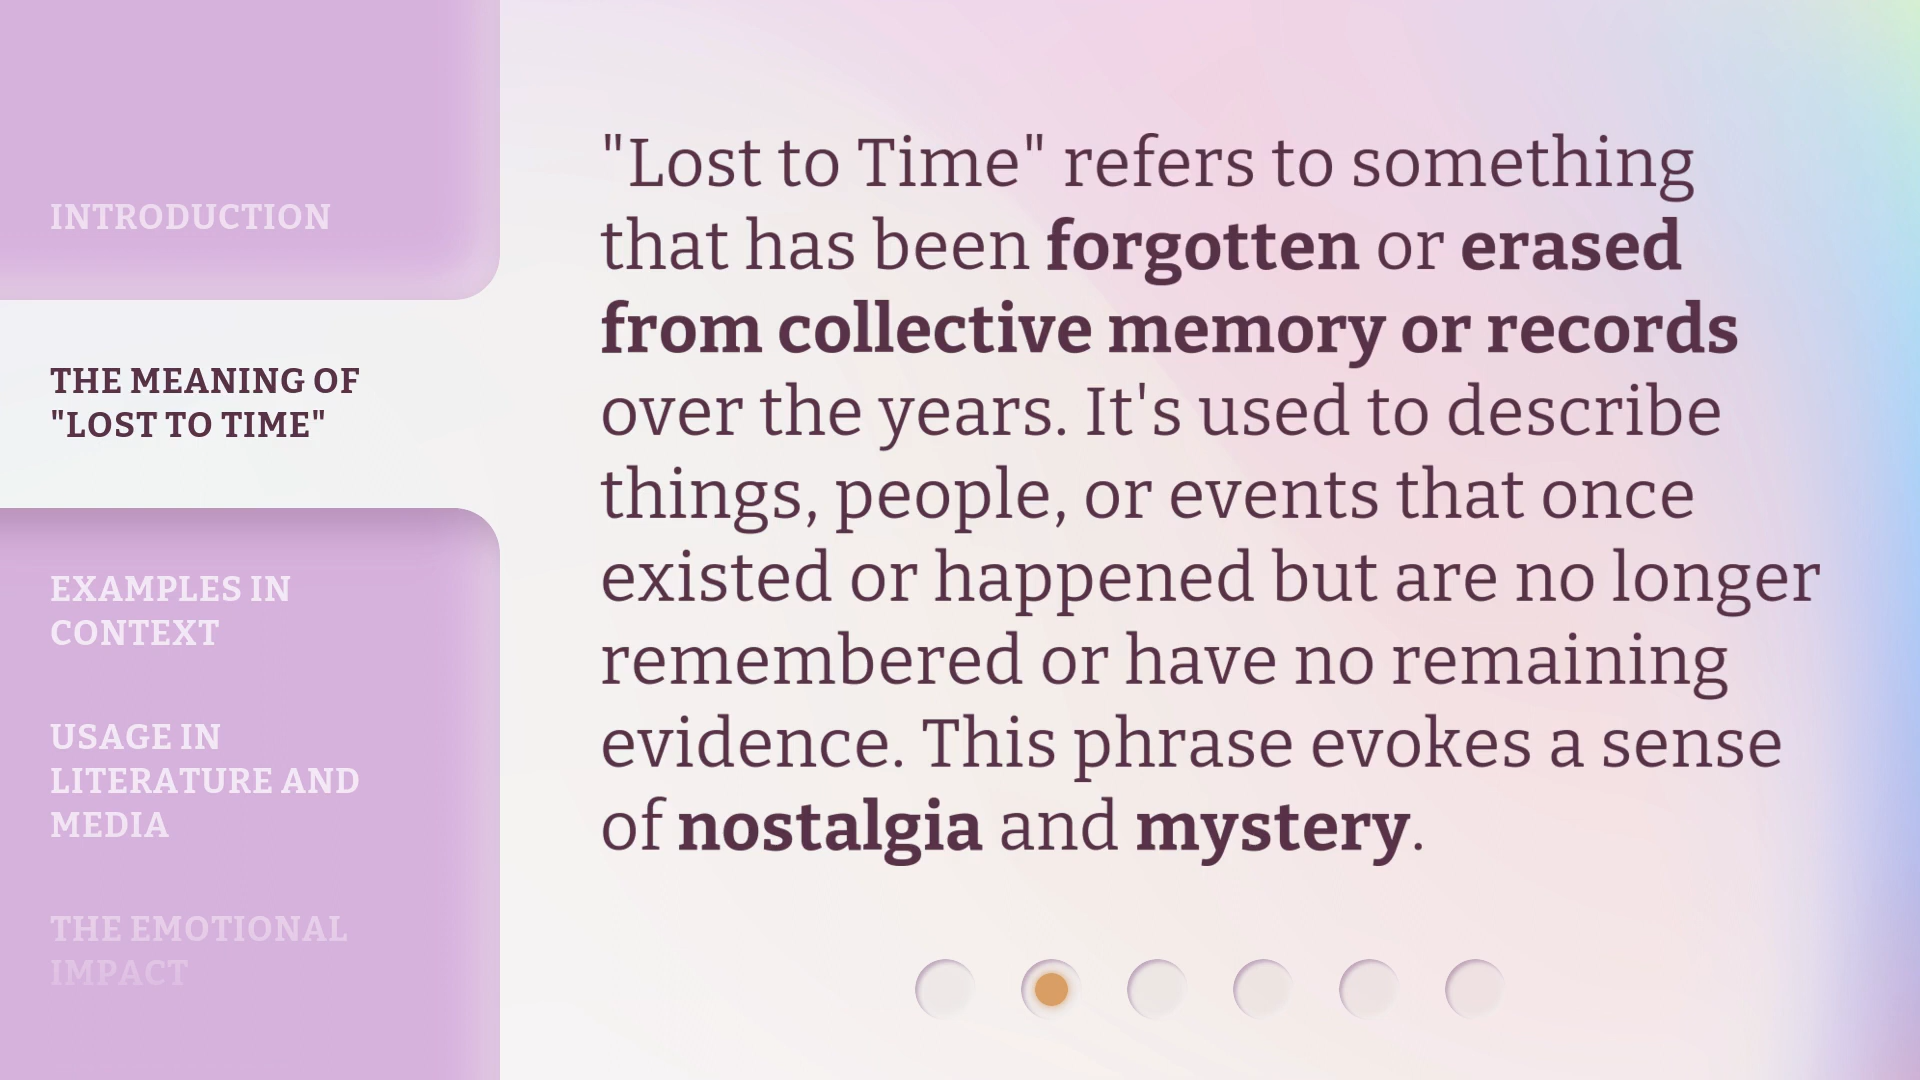 INTRODUCTION
THE MEANING OF
"LOST TO TIME"
EXAMPLES IN
CONTEXT
USAGE IN
LITERATURE AND
MEDIA
THE EMOTIONAL
IMPACT
"Lost to Time" refers to something
that has been forgotten or erased
from collective memory or records
over the years. It's used to describe
things, people, or events that once
existed or happened but are no longer
remembered or have no remaining
evidence. This phrase evokes a sense
of nostalgia and mystery.